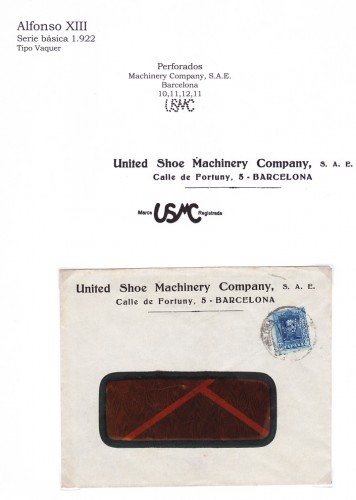 Alfonso XIII
Serie básica 1.922
Tipo Vaquer
Perforados
Machinery Company, S.A.E.
Barcelona
10,11,12,11
USMC
United Shoe Machinery Company, S. A. E.
Calle de Fortuny, 5 - BARCELONA
Marca USMC Registrada
United Shoe Machinery Company, S. A. E.
Calle de Fortuny, 5 - BARCELONA